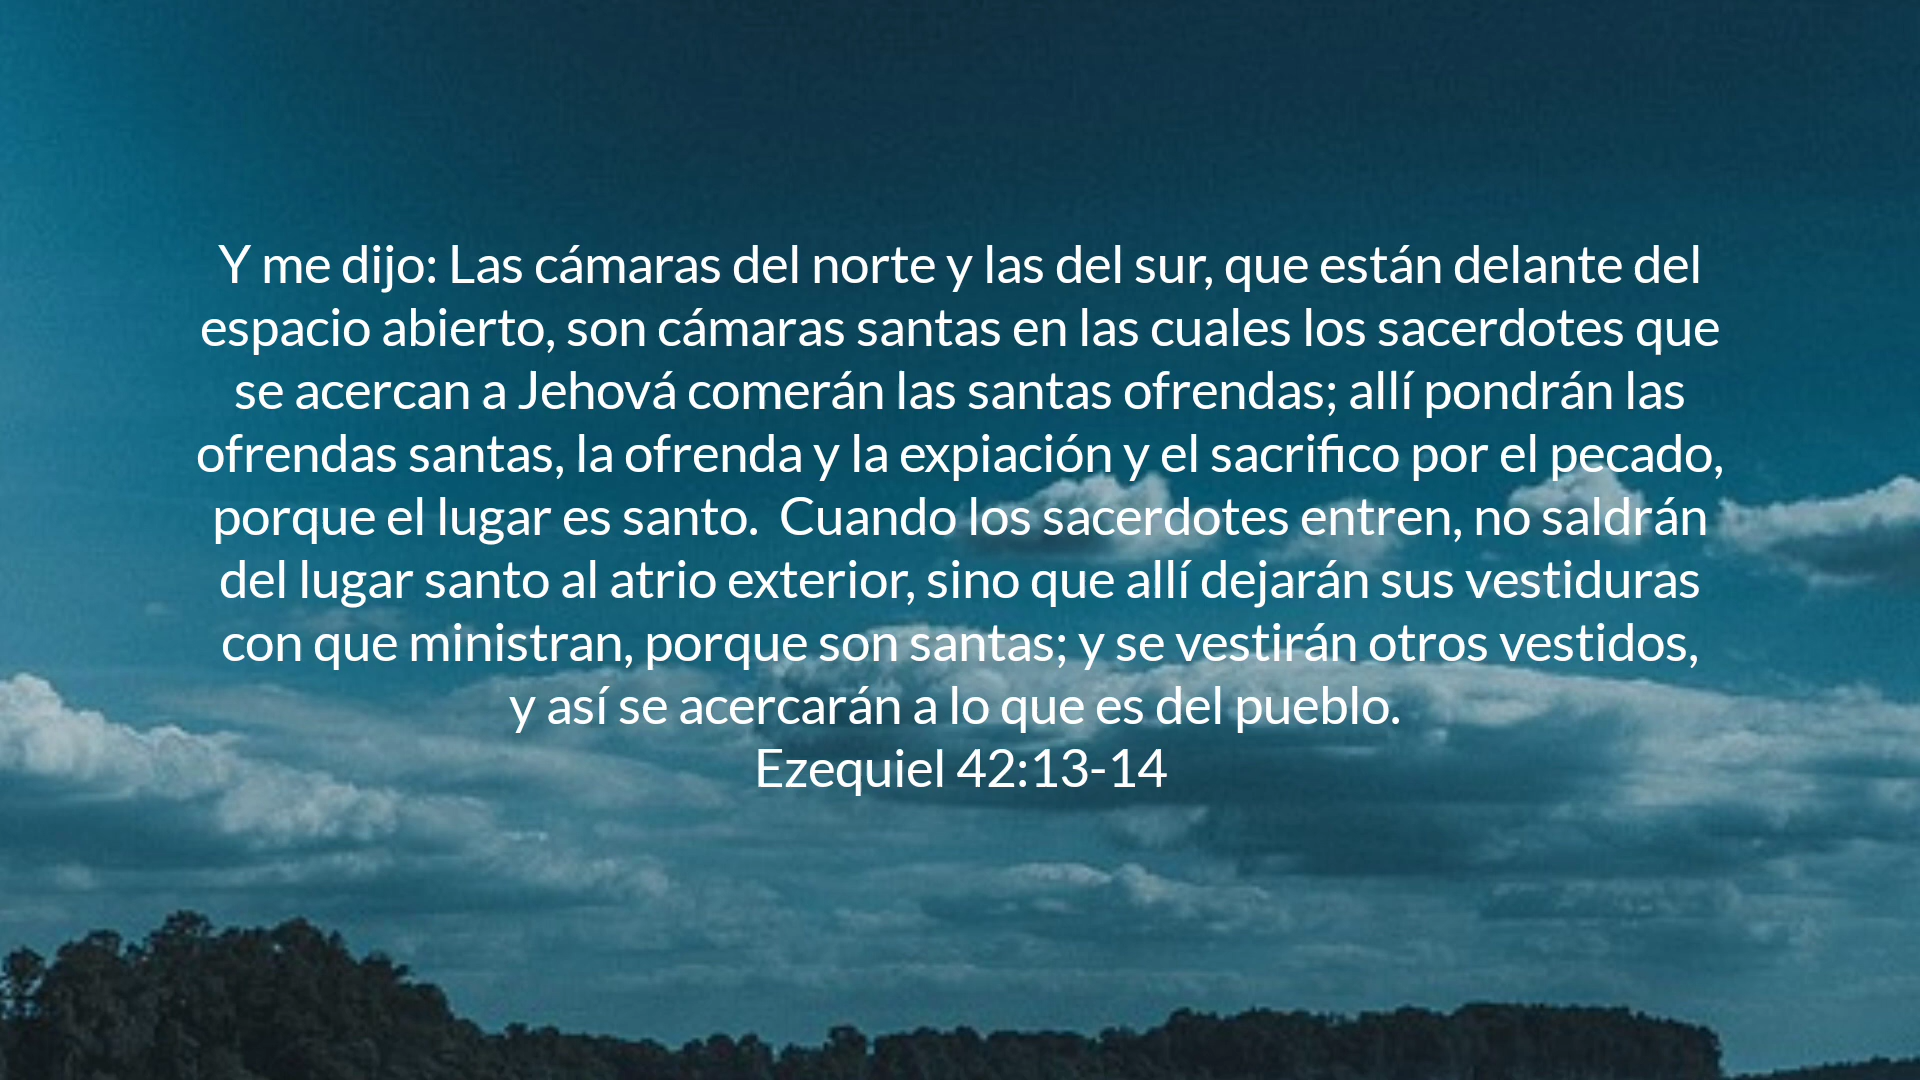 Y me dijo: Las cámaras del norte y las del sur, que están delante del
espacio abierto, son cámaras santas en las cuales los sacerdotes que
se acercan a Jehová comerán las santas ofrendas; allí pondrán las
ofrendas santas, la ofrenda y la expiación y el sacrifico por el pecado,
porque el lugar es santo.  Cuando los sacerdotes entren, no saldrán
del lugar santo al atrio exterior, sino que allí dejarán sus vestiduras
con que ministran, porque son santas; y se vestirán otros vestidos,
y así se acercarán a lo que es del pueblo.
Ezequiel 42:13-14